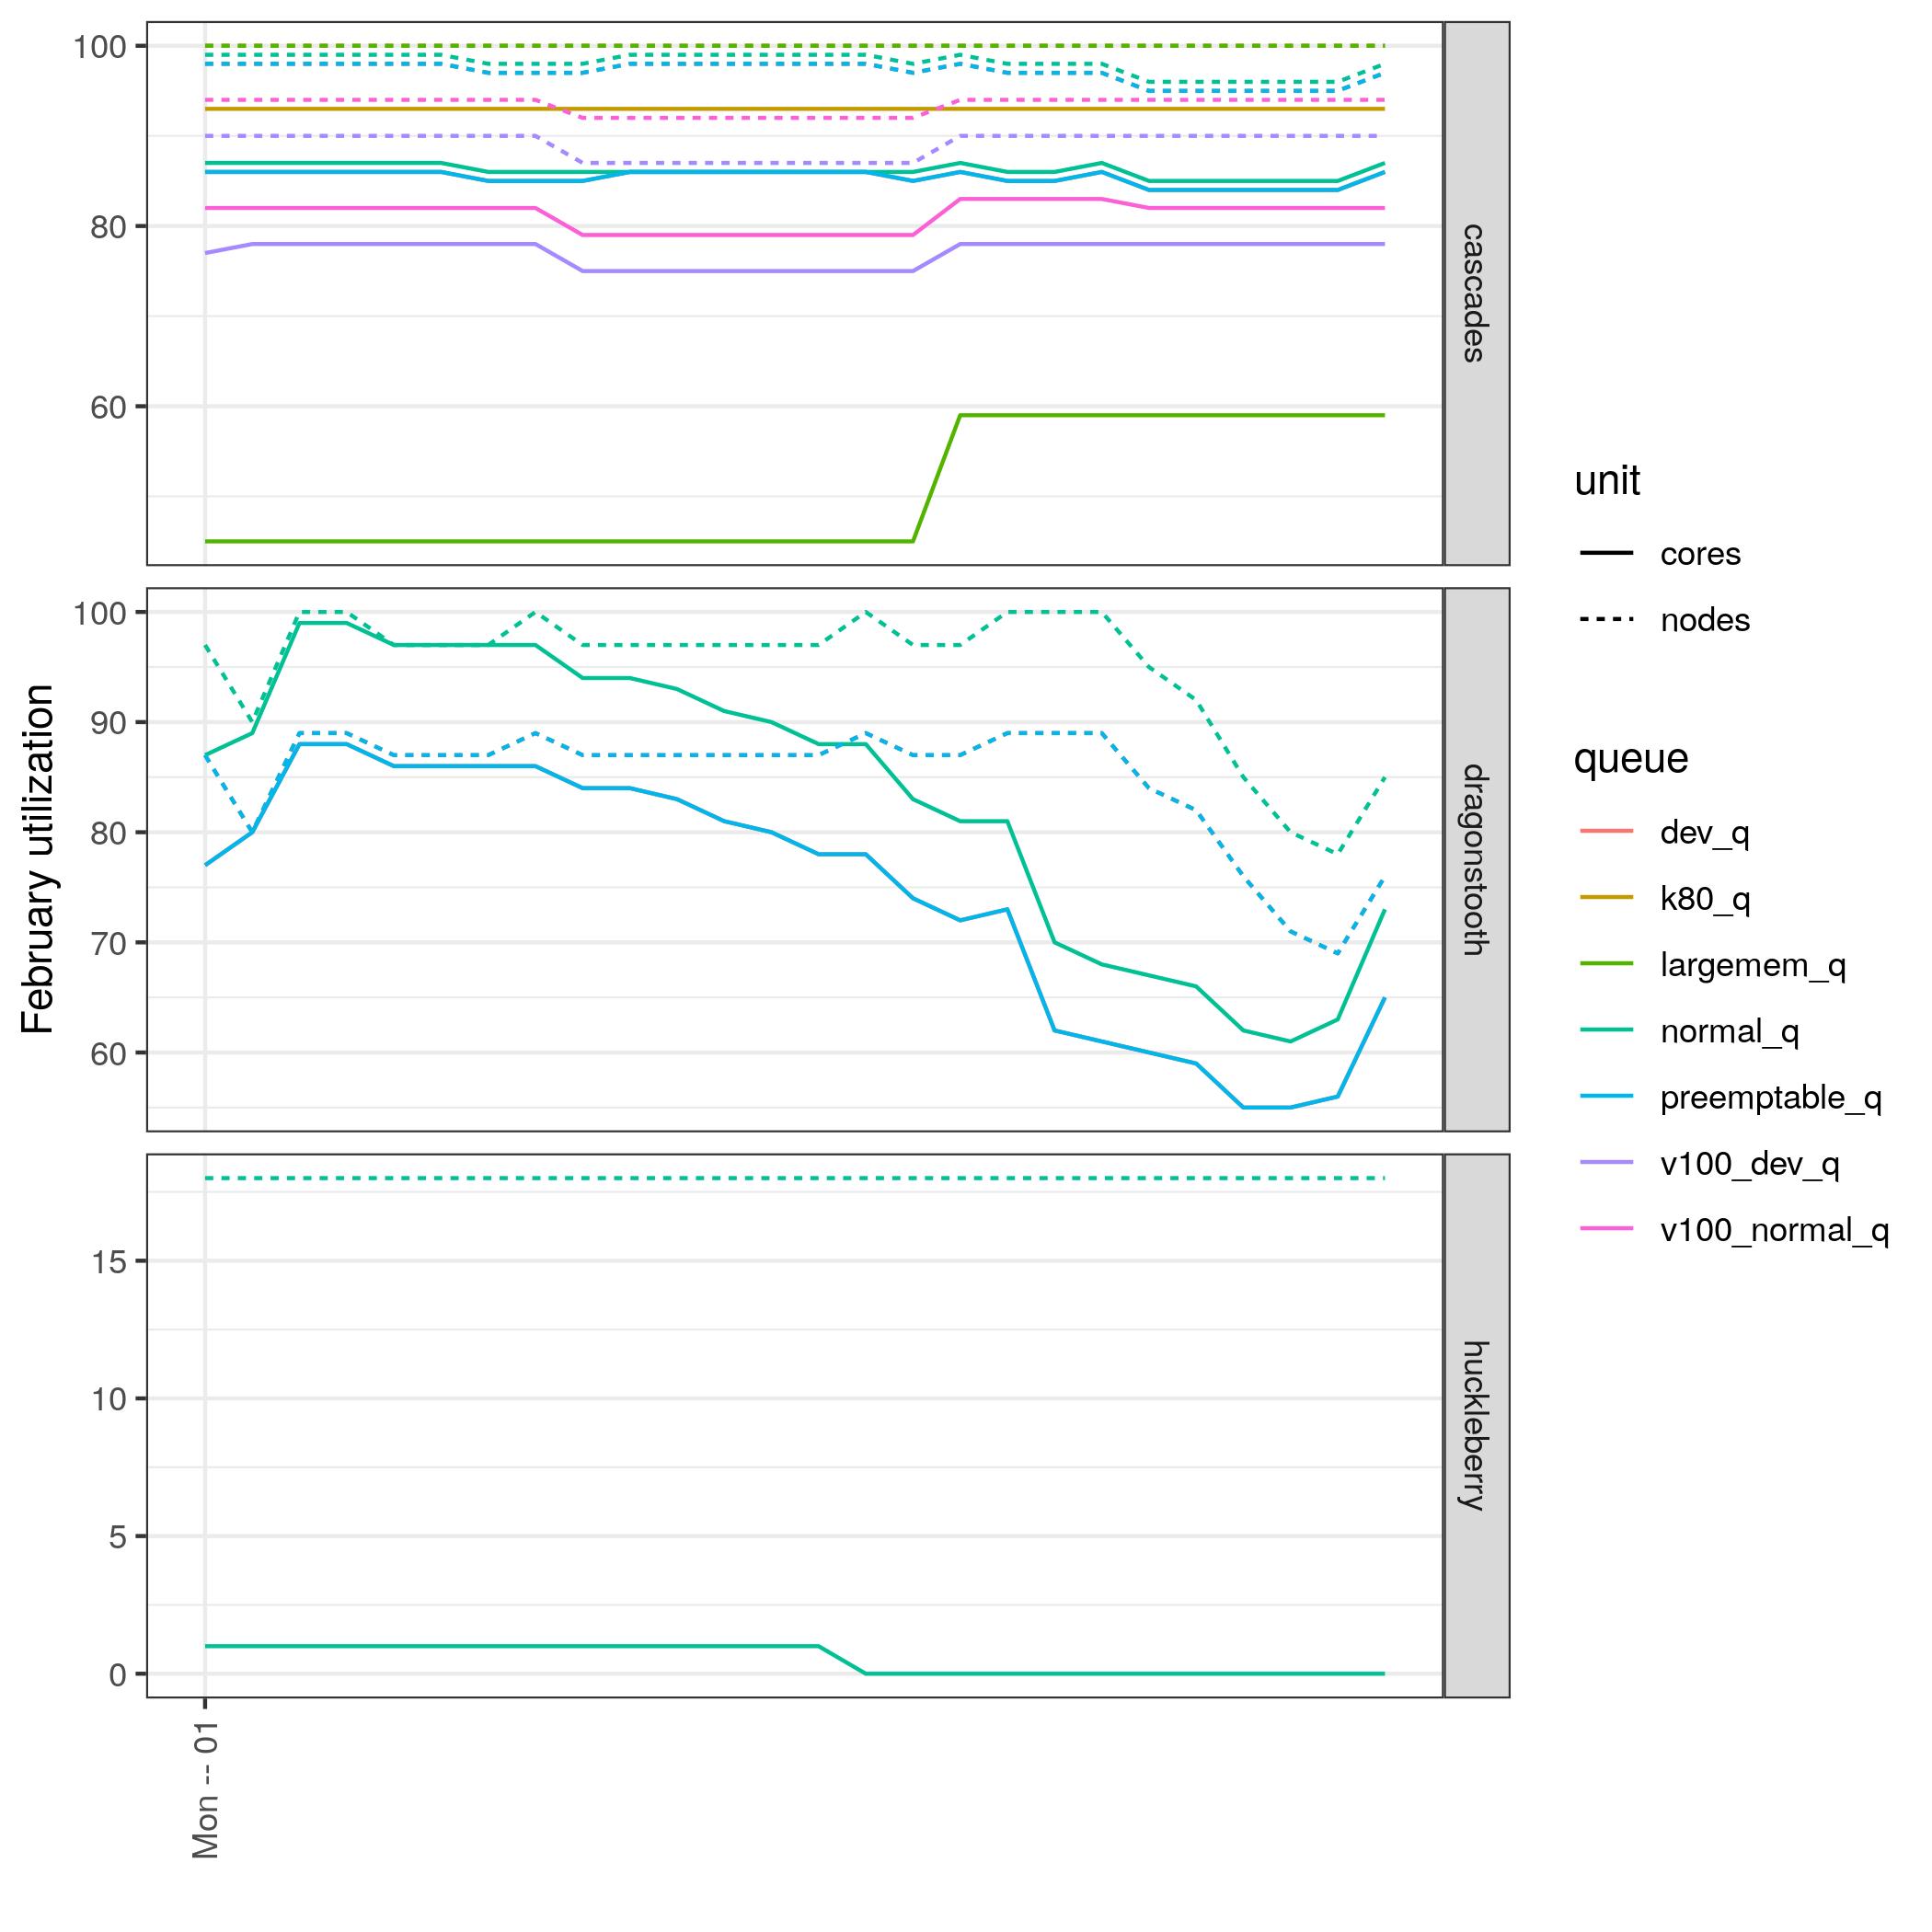 100
80
60
cascades
February utilization
100
90
80
70
60
dragonstooth
15
10
5
0
huckleberry
Mon -- 01
unit
cores
nodes
queue
dev_q
k80_q
largemem_q
normal_q
preemptable_q
v100_dev_q
v100_normal_q